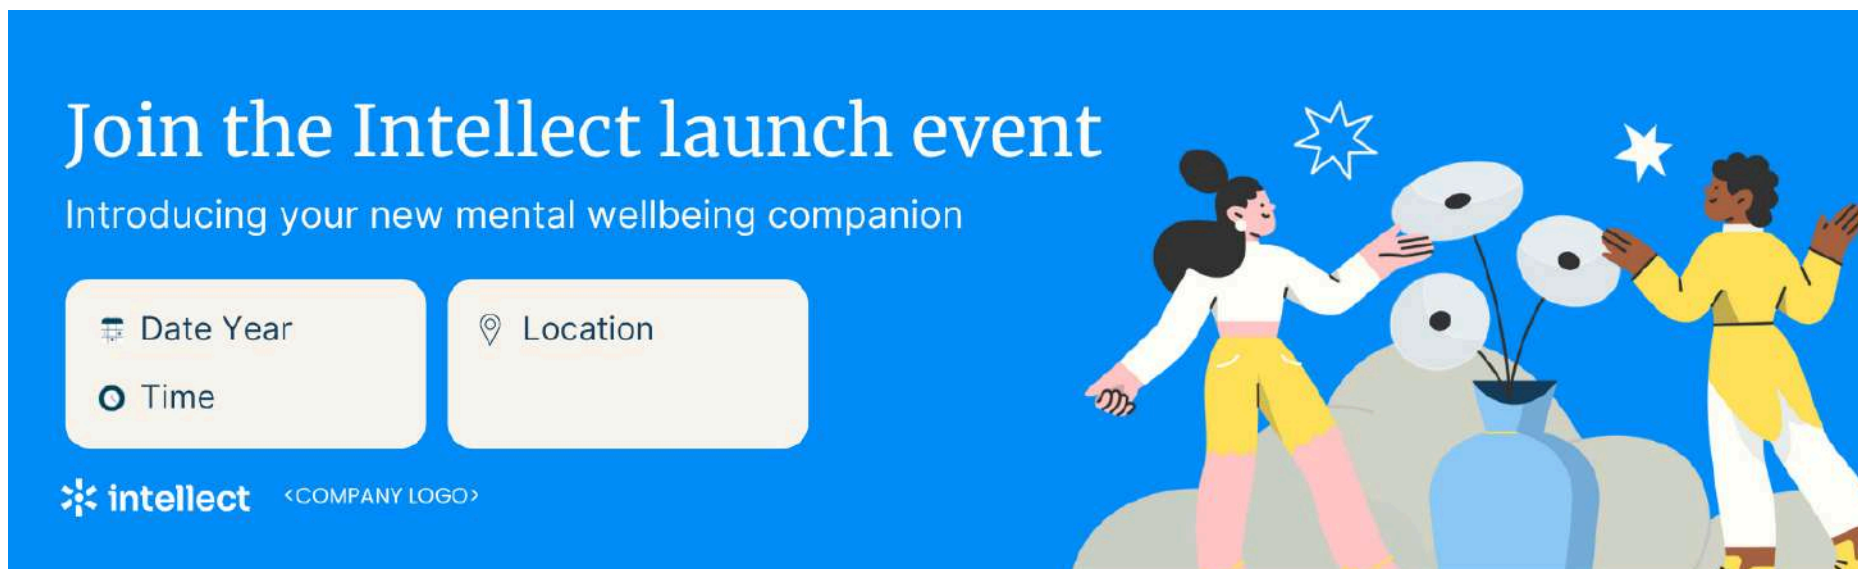 Join the Intellect launch event
Introducing your new mental wellbeing companion
Date Year
Time
Location
intellect
<COMPANY LOGO>